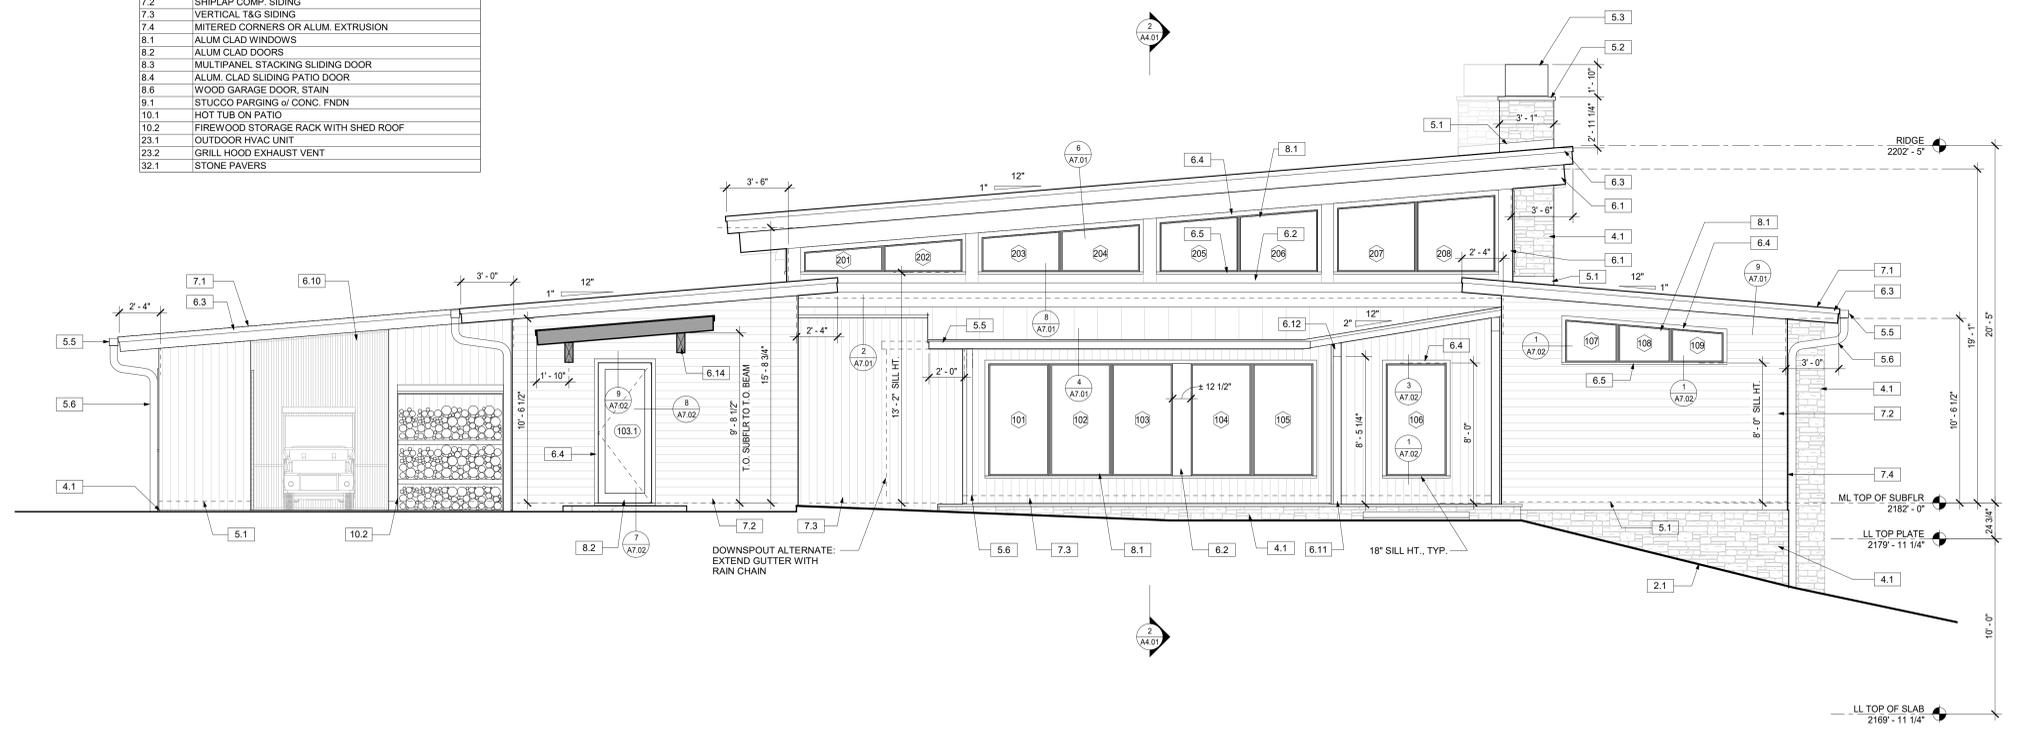 7.2 SHIPLAP COMP. SIDING
7.3 VERTICAL T&G SIDING
7.4 MITERED CORNERS OR ALUM. EXTRUSION
8.1 ALUM CLAD WINDOWS
8.2 ALUM CLAD DOORS
8.3 MULTIPANEL STACKING SLIDING DOOR
8.4 ALUM. CLAD SLIDING PATIO DOOR
8.6 WOOD GARAGE DOOR, STAIN
9.1 STUCCO PARGING o/ CONC. FNDN
10.1 HOT TUB ON PATIO
10.2 FIREWOOD STORAGE RACK WITH SHED ROOF
23.1 OUTDOOR HVAC UNIT
23.2 GRILL HOOD EXHAUST VENT
32.1 STONE PAVERS
2
A4.01
5.3
5.2
1' - 10"
2' - 11 1/4"
3' - 1"
5.1
RIDGE
2202' - 5"
6
A7.01
6.4
8.1
12"
1"
3' - 6"
6.3
6.1
3' - 6"
6.5
6.2
4.1
2' - 4"
6.1
5.1
201
202
203
204
205
206
207
208
8.1
6.4
9
A7.01
12"
1"
7.1
6.3
5.5
5.6
7.1
6.3
6.10
3' - 0"
12"
1"
2' - 4"
5.5
5.6
4.1
5.1
10.2
10' - 6 1/2"
1' - 10"
6.14
9
A7.02
8
A7.02
103.1
6.4
9' - 8 1/2"
T.O. SUBFLR TO T.O. BEAM
15' - 8 3/4"
8.2
7
A7.02
7.2
2' - 4"
2
A7.01
8
A7.01
5.5
13' - 2" SILL HT.
2' - 0"
7.3
DOWNSPOUT ALTERNATE:
EXTEND GUTTER WITH
RAIN CHAIN
4
A7.01
± 12 1/2"
101
102
103
104
105
6.12
12"
2"
6.4
3
A7.02
106
1
A7.02
8' - 5 1/4"
8' - 0"
5.6
7.3
8.1
6.2
4.1
6.11
18" SILL HT., TYP.
1
A7.02
107
108
109
6.5
1
A7.02
8' - 0" SILL HT.
3' - 0"
4.1
7.2
7.4
5.1
4.1
2.1
10' - 6 1/2"
19' - 1"
20' - 5"
ML TOP OF SUBFLR
2182' - 0"
24 3/4"
LL TOP PLATE
2179' - 11 1/4"
10' - 0"
LL TOP OF SLAB
2169' - 11 1/4"
2
A4.01